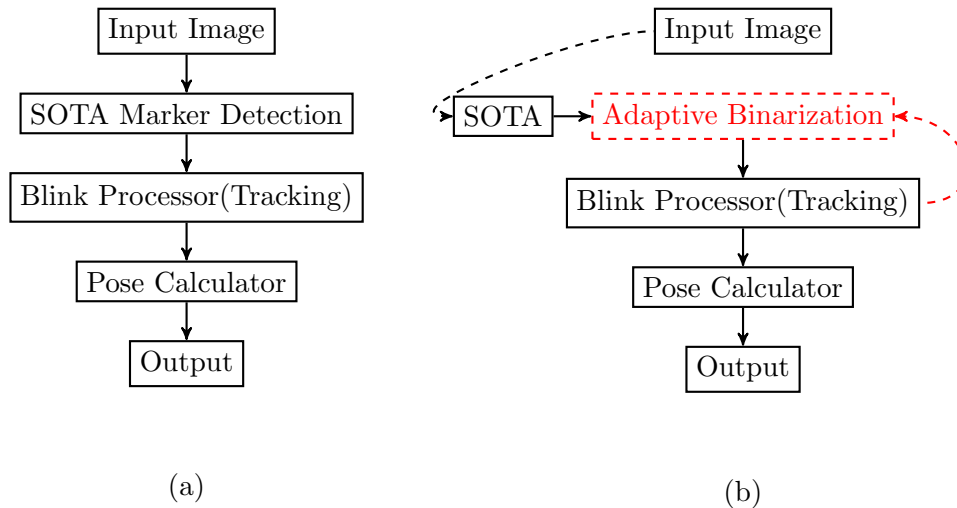 Input Image
SOTA Marker Detection
Blink Processor(Tracking)
Pose Calculator
Output
(a)
Input Image
SOTA
Adaptive Binarization
Blink Processor(Tracking)
Pose Calculator
Output
(b)